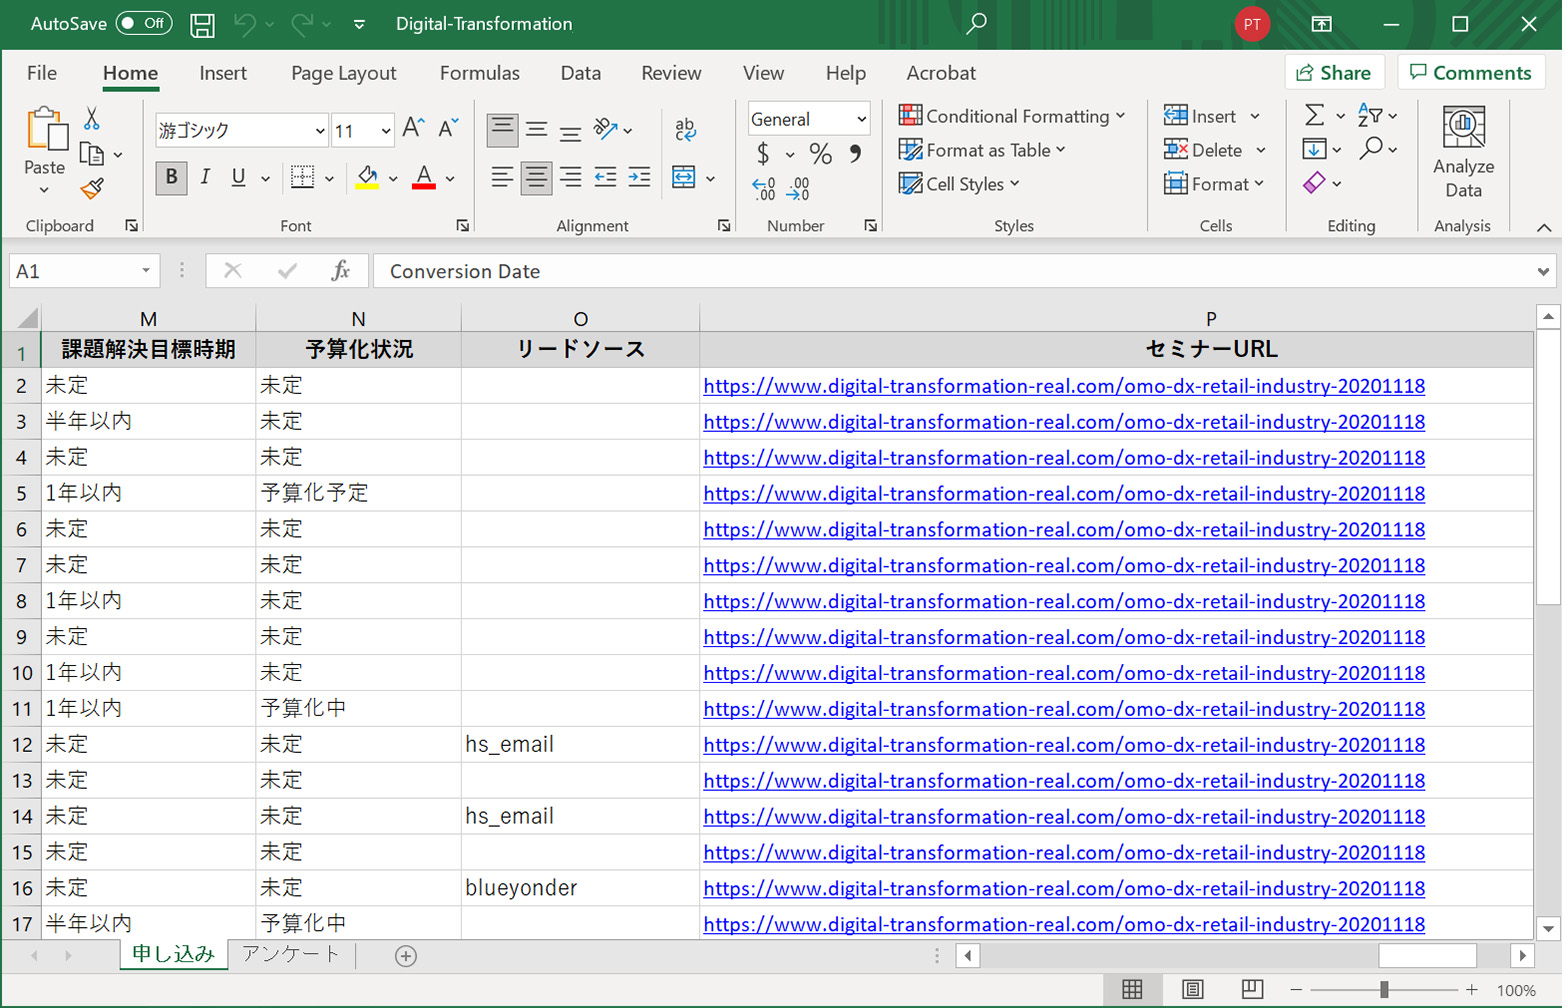 AutoSave Off Digital-Transformation PT
File Home Insert Page Layout Formulas Data Review View Help Acrobat Share Comments
Paste
Clipboard
游ゴシック 11
B I U A
Font
ab
Alignment
General
$ % 9
.00 .00
Number
Conditional Formatting
Format as Table
Cell Styles
Styles
Insert
Delete
Format
Cells
Editing
Analyze
Data
Analysis
A1 fx Conversion Date
M N O P
1 課題解決目標時期 予算化状況 リードソース セミナーURL
2 未定 未定 https://www.digital-transformation-real.com/omo-dx-retail-industry-20201118
3 半年以内 未定 https://www.digital-transformation-real.com/omo-dx-retail-industry-20201118
4 未定 未定 https://www.digital-transformation-real.com/omo-dx-retail-industry-20201118
5 1年以内 予算化予定 https://www.digital-transformation-real.com/omo-dx-retail-industry-20201118
6 未定 未定 https://www.digital-transformation-real.com/omo-dx-retail-industry-20201118
7 未定 未定 https://www.digital-transformation-real.com/omo-dx-retail-industry-20201118
8 1年以内 未定 https://www.digital-transformation-real.com/omo-dx-retail-industry-20201118
9 未定 未定 https://www.digital-transformation-real.com/omo-dx-retail-industry-20201118
10 1年以内 未定 https://www.digital-transformation-real.com/omo-dx-retail-industry-20201118
11 1年以内 予算化中 https://www.digital-transformation-real.com/omo-dx-retail-industry-20201118
12 未定 未定 hs_email https://www.digital-transformation-real.com/omo-dx-retail-industry-20201118
13 未定 未定 https://www.digital-transformation-real.com/omo-dx-retail-industry-20201118
14 未定 未定 hs_email https://www.digital-transformation-real.com/omo-dx-retail-industry-20201118
15 未定 未定 https://www.digital-transformation-real.com/omo-dx-retail-industry-20201118
16 未定 未定 blueyonder https://www.digital-transformation-real.com/omo-dx-retail-industry-20201118
17 半年以内 予算化中 https://www.digital-transformation-real.com/omo-dx-retail-industry-20201118
申し込み アンケート
100%